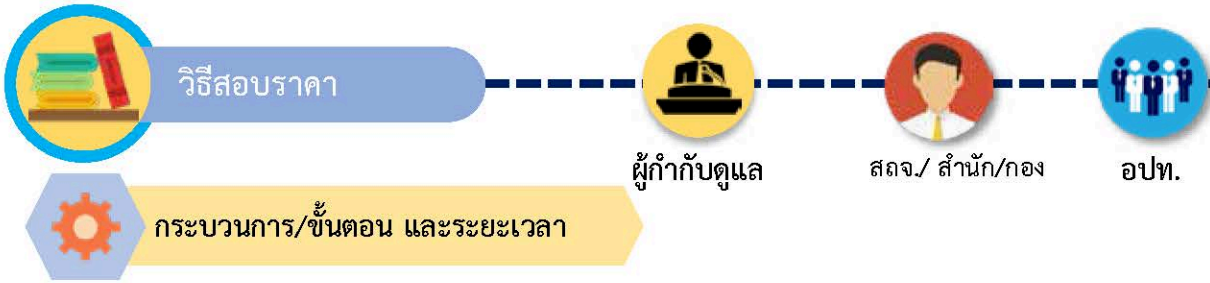 วิธีสอบราคา
ผู้กำกับดูแล
สถจ./ สำนัก/กอง
อปท.
กระบวนการ/ขั้นตอน และระยะเวลา